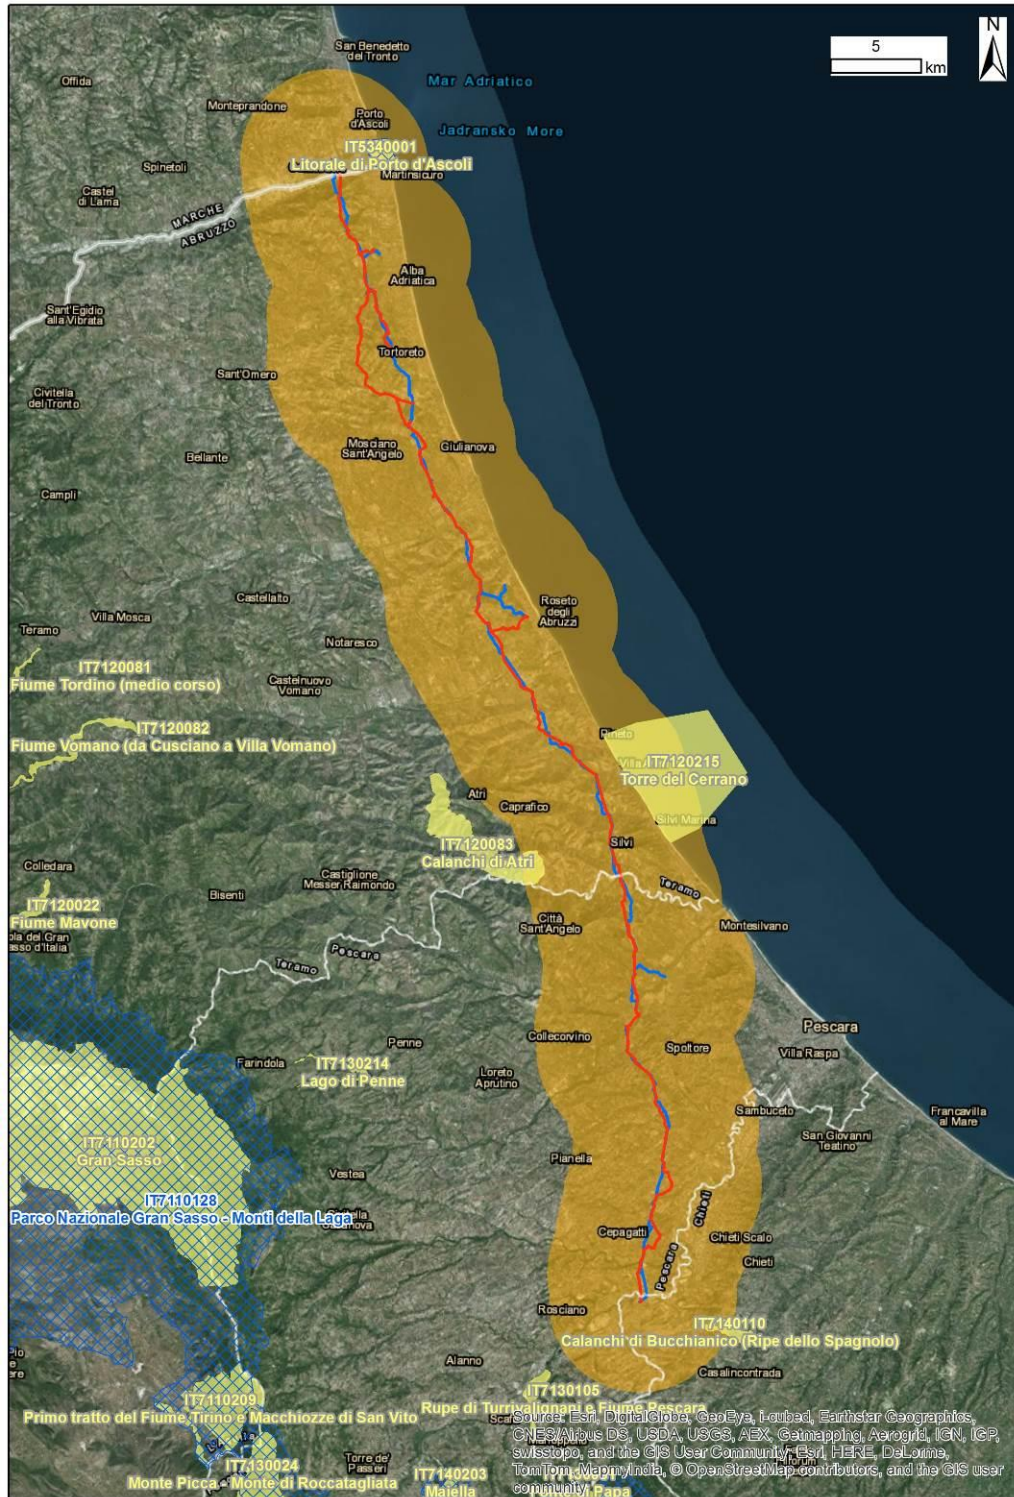 N
5
km
San Benedetto
del Tronto
Mar Adriatico
Offida
Monteprandone
Porto
d'Ascoli
Jadransko More
IT5340001
Litorale di Porto d'Ascoli
Martinsicuro
Spinetoli
Castel
di Lama
MARCHE
ABRUZZO
Alba
Adriatica
Sant'Egidio
alla Vibrata
Tortoreto
Sant'Omero
Civitella
del Tronto
Mosciano
Sant'Angelo
Giulianova
Bellante
Campli
Castellalto
Roseto
degli
Abruzzi
Villa Mosca
Teramo
Notaresco
IT7120081
Fiume Tordino (medio corso)
Castelnuovo
Vomano
IT7120082
Fiume Vomano (da Cusciano a Villa Vomano)
Pineto
IT7120215
Torre del Cerrano
Atri
Caprafico
Silvi Marina
IT7120083
Calanchi di Atri
Silvi
Colledara
Castiglione
Messer Raimondo
Teramo
Bisenti
IT7120022
Fiume Mavone
Città
Sant'Angelo
Montesilvano
ola del Gran
asso d'Italia
Pescara
Teramo
Pescara
Collecorvino
Penne
Spoltore
Villa Raspa
Farindola
IT7130214
Lago di Penne
Loreto
Aprutino
Sambuceto
Francavilla
al Mare
San Giovanni
Teatino
IT7110202
Gran Sasso
Pianella
Vestea
IT7110128
Parco Nazionale Gran Sasso - Monti della Laga
Chieti
Cepagatti
Chieti Scalo
Pescara
Chieti
Rosciano
IT7140110
Calanchi di Bucchianico (Ripe dello Spagnolo)
Alanno
Casalincontrada
IT7130105
Rupe di Turrivalignani e Fiume Pescara
IT7110209
Primo tratto del Fiume Tirino e Macchiozze di San Vito
Source: Esri, DigitalGlobe, GeoEye, i-cubed, Earthstar Geographics,
CNES/Airbus DS, USDA, USGS, AEX, Getmapping, Aerogrid, IGN, IGP,
swisstopo, and the GIS User Community, Esri, HERE, DeLorme,
TomTom, MapmyIndia, © OpenStreetMap contributors, and the GIS user
community
Torre de'
Passeri
IT7130024
Monte Picca - Monte di Roccatagliata
IT7140203
Maiella